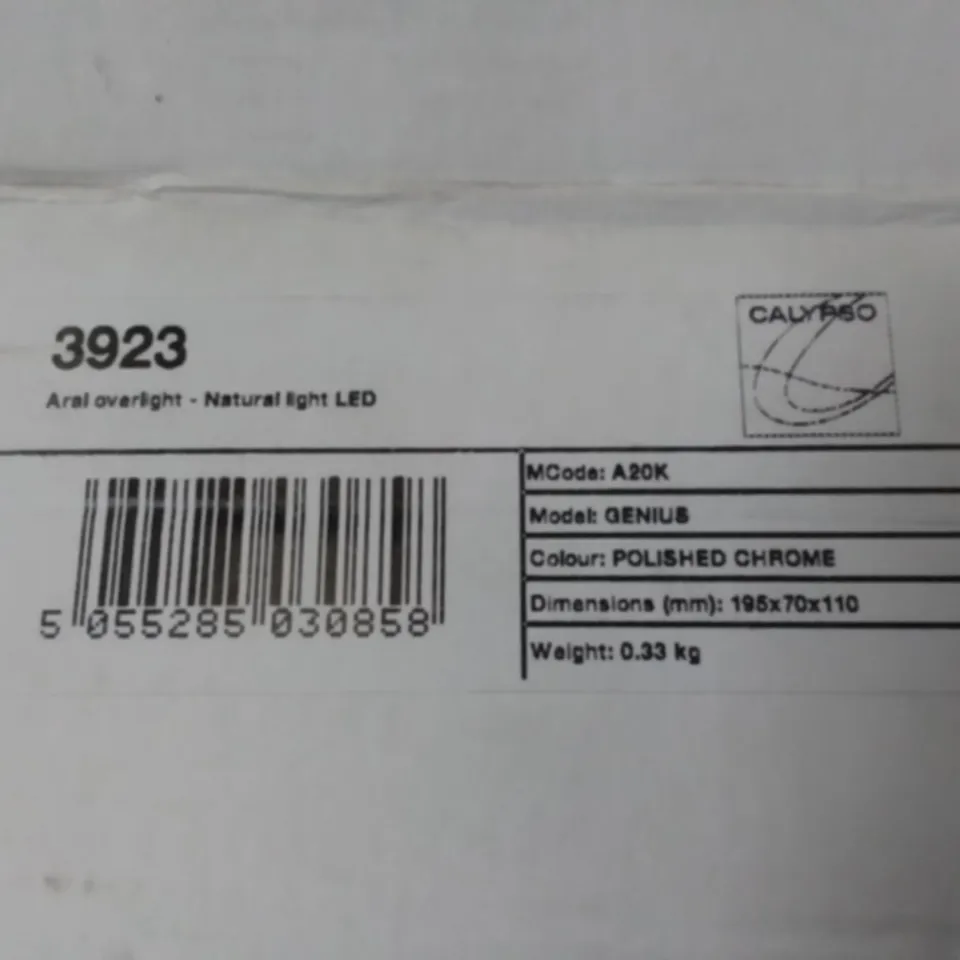 3923
Aral overlight - Natural light LED
CALYPSO
MCode: A20K
Model: GENIUS
Colour: POLISHED CHROME
Dimensions (mm): 195x70x110
Weight: 0.33 kg
5 055285 030858